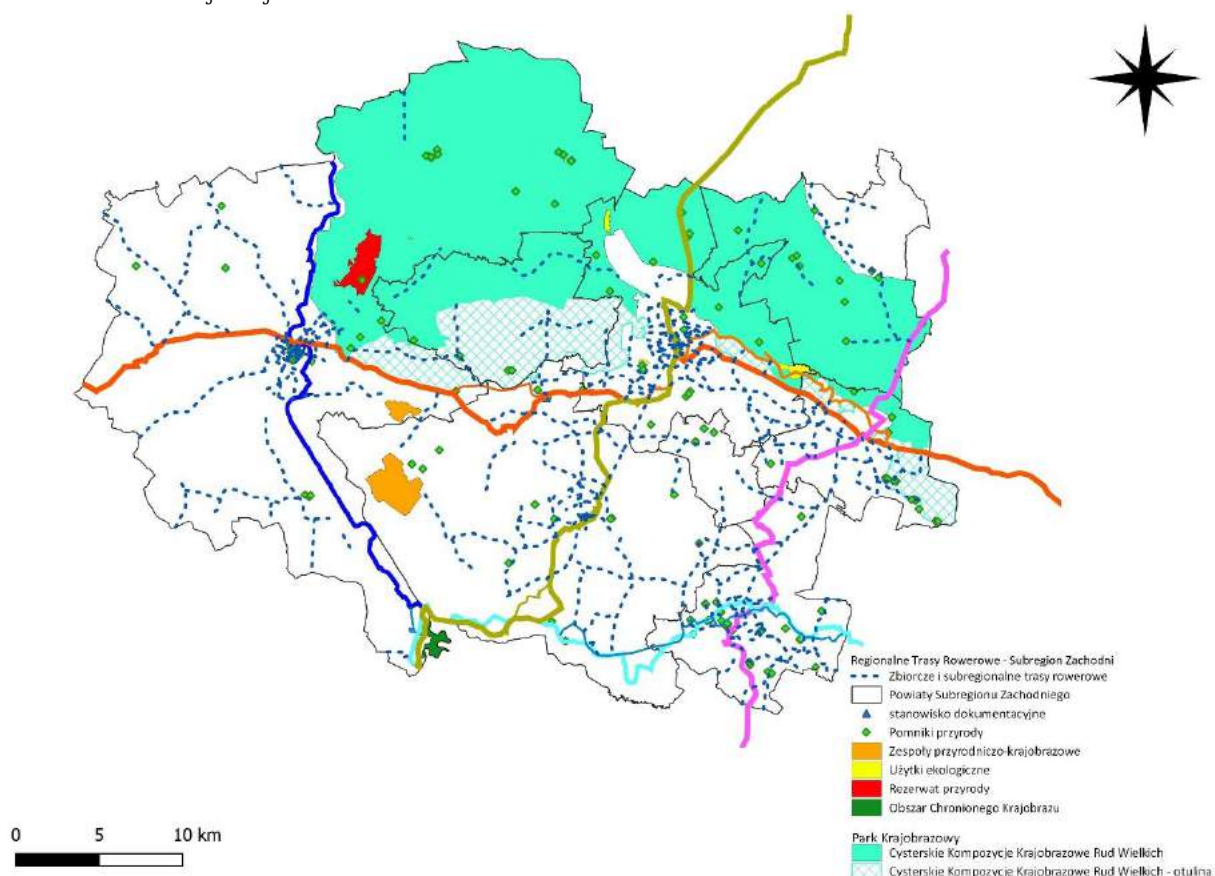 Regionalne Trasy Rowerowe - Subregion Zachodni
Zbiorcze i subregionalne trasy rowerowe
Powiaty Subregionu Zachodniego
stanowisko dokumentacyjne
Pomniki przyrody
Zespoły przyrodniczo-krajobrazowe
Użytki ekologiczne
Rezerwat przyrody
Obszar Chronionego Krajobrazu
Park Krajobrazowy
Cysterskie Kompozycje Krajobrazowe Rud Wielkich
Cysterskie Kompozycje Krajobrazowe Rud Wielkich - otulina
0 5 10 km